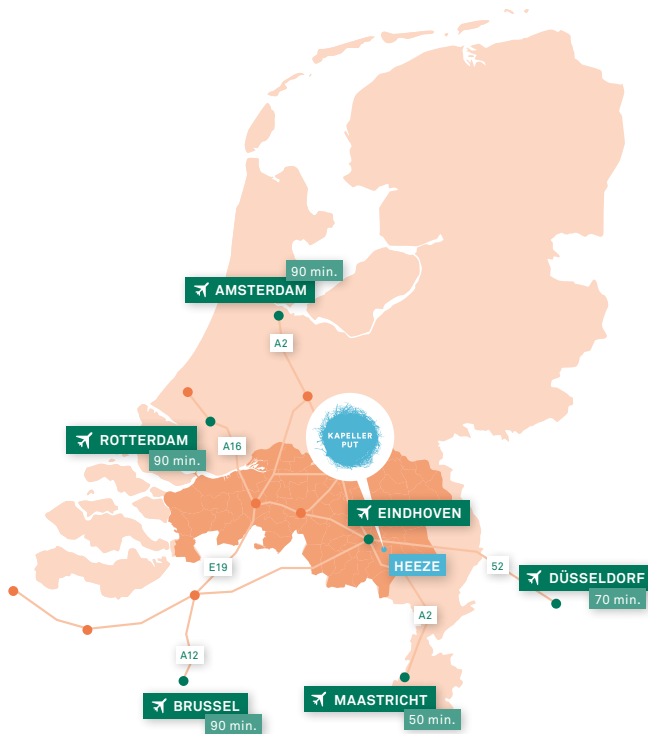 90 min.
AMSTERDAM
A2
KAPELLER
PUT
ROTTERDAM
A16
90 min.
EINDHOVEN
HEEZE
E19
52
DÜSSELDORF
70 min.
A2
A12
MAASTRICHT
50 min.
BRUSSEL
90 min.